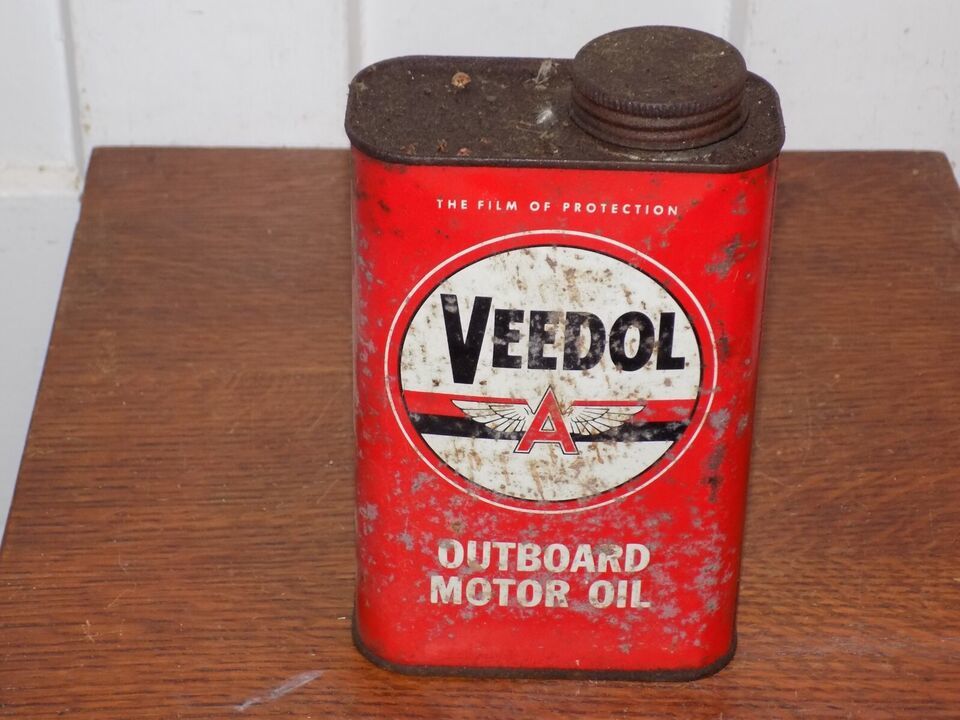 THE FILM OF PROTECTION
VEEDOL
A
OUTBOARD
MOTOR OIL